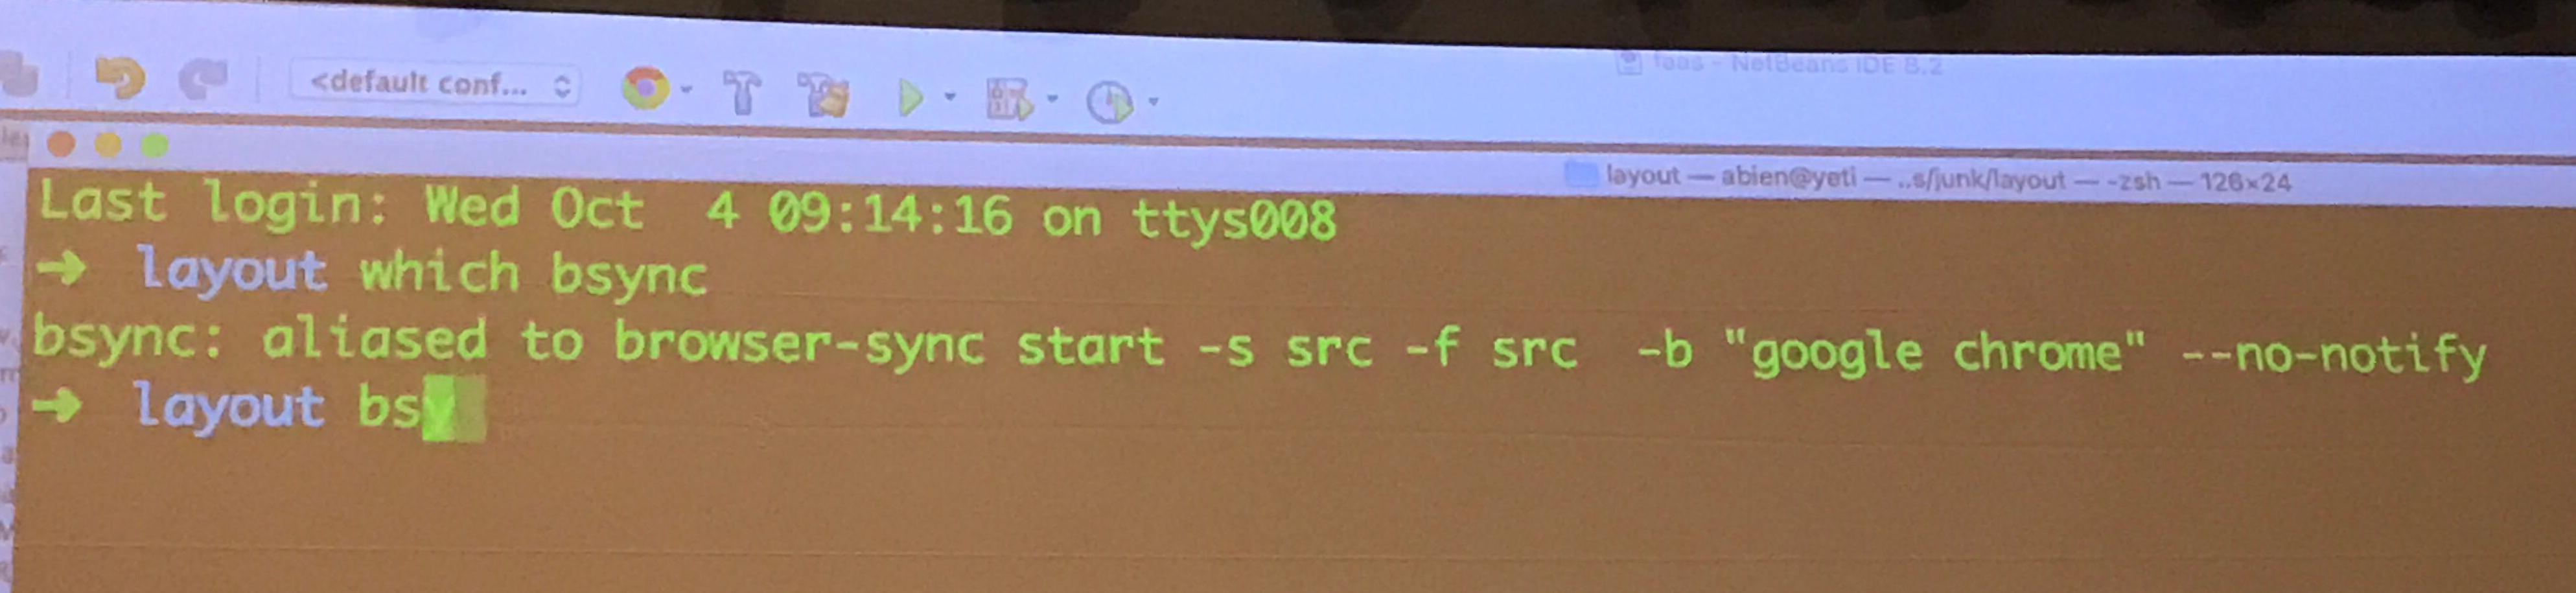 <default conf...
faas - NetBeans IDE 8.2
layout — abien@yeti — ..s/junk/layout — -zsh — 126×24
Last login: Wed Oct  4 09:14:16 on ttys008
➜  layout which bsync
bsync: aliased to browser-sync start -s src -f src  -b "google chrome" --no-notify
➜  layout bsy